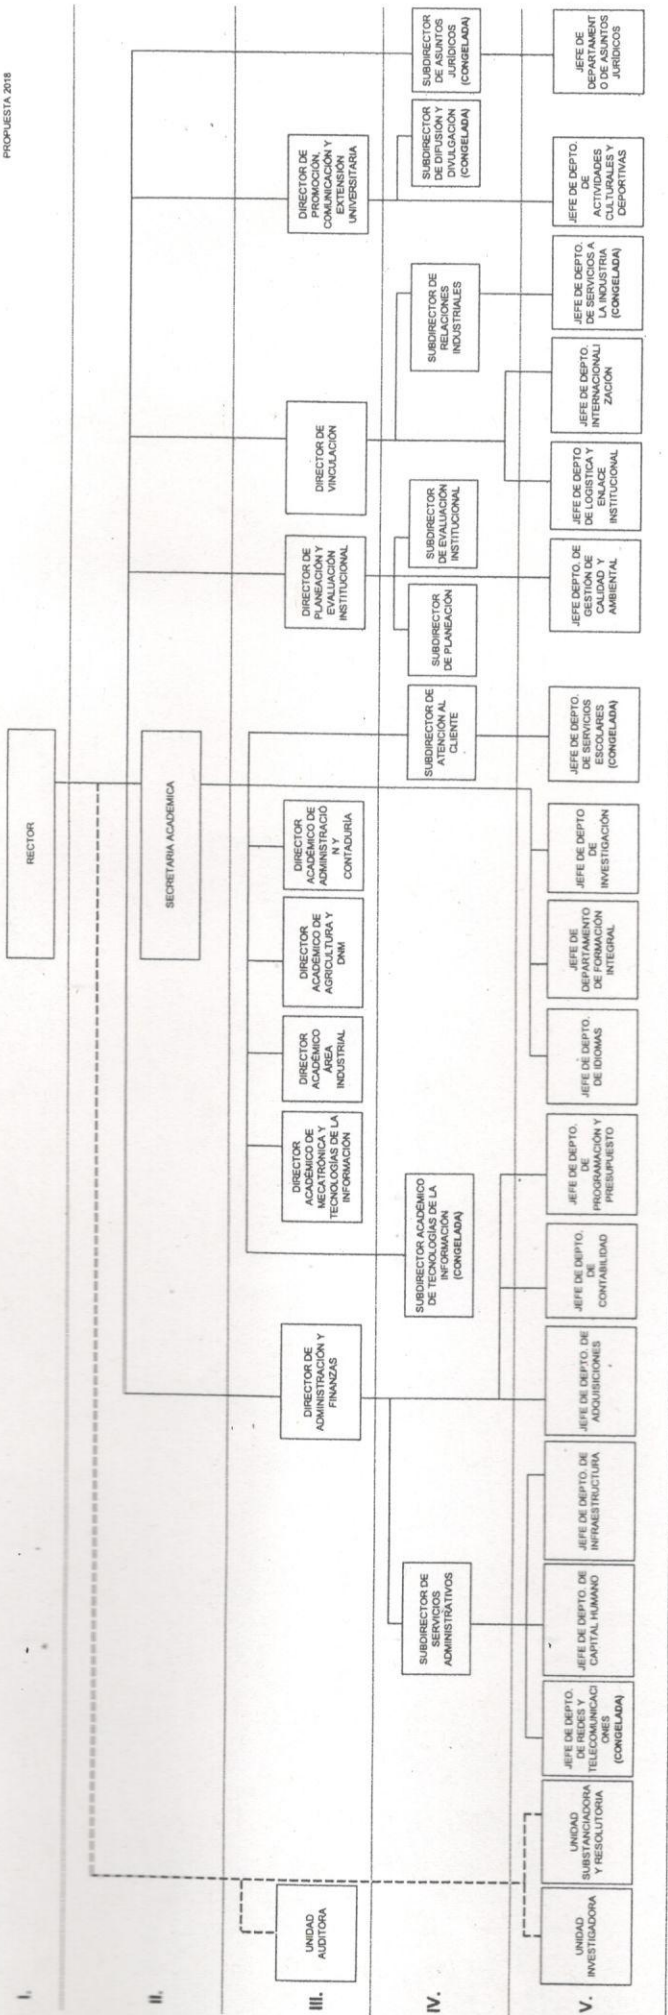 PROPUESTA 2018
I.
RECTOR
II.
SECRETARIA ACADEMICA
III.
UNIDAD
AUDITORA
DIRECTOR DE
ADMINISTRACIÓN Y
FINANZAS
DIRECTOR
ACADÉMICO DE
MECATRÓNICA Y
TECNOLOGÍAS DE LA
INFORMACIÓN
DIRECTOR
ACADÉMICO
ÁREA
INDUSTRIAL
DIRECTOR
ACADÉMICO DE
AGRICULTURA Y
DNM
DIRECTOR
ACADÉMICO DE
ADMINISTRACIÓ
N Y
CONTADURÍA
DIRECTOR DE
PLANEACIÓN Y
EVALUACIÓN
INSTITUCIONAL
DIRECTOR DE
VINCULACIÓN
DIRECTOR DE
PROMOCIÓN,
COMUNICACIÓN Y
EXTENSIÓN
UNIVERSITARIA
IV.
SUBDIRECTOR DE
SERVICIOS
ADMINISTRATIVOS
SUBDIRECTOR ACADÉMICO
DE TECNOLOGÍAS DE LA
INFORMACIÓN
(CONGELADA)
SUBDIRECTOR DE
ATENCIÓN AL
CLIENTE
SUBDIRECTOR
DE PLANEACIÓN
SUBDIRECTOR
DE EVALUACIÓN
INSTITUCIONAL
SUBDIRECTOR DE
RELACIONES
INDUSTRIALES
SUBDIRECTOR
DE DIFUSIÓN Y
DIVULGACIÓN
(CONGELADA)
SUBDIRECTOR
DE ASUNTOS
JURÍDICOS
(CONGELADA)
V.
UNIDAD
INVESTIGADORA
UNIDAD
SUBSTANCIADORA
Y RESOLUTORIA
JEFE DE DEPTO.
DE REDES Y
TELECOMUNICACI
ONES
(CONGELADA)
JEFE DE DEPTO. DE
CAPITAL HUMANO
JEFE DE DEPTO. DE
INFRAESTRUCTURA
JEFE DE DEPTO. DE
ADQUISICIONES
JEFE DE DEPTO.
DE
CONTABILIDAD
JEFE DE DEPTO.
DE
PROGRAMACIÓN Y
PRESUPUESTO
JEFE DE DEPTO.
DE IDIOMAS
JEFE DE
DEPARTAMENTO
DE FORMACIÓN
INTEGRAL
JEFE DE DEPTO
DE
INVESTIGACIÓN
JEFE DE DEPTO.
DE SERVICIOS
ESCOLARES
(CONGELADA)
JEFE DEPTO. DE
GESTIÓN DE
CALIDAD Y
AMBIENTAL
JEFE DE DEPTO
DE LOGISTICA Y
ENLACE
INSTITUCIONAL
JEFE DE DEPTO.
INTERNACIONALI
ZACIÓN
JEFE DE DEPTO.
DE SERVICIOS A
LA INDUSTRIA
(CONGELADA)
JEFE DE DEPTO.
DE
ACTIVIDADES
CULTURALES Y
DEPORTIVAS
JEFE DE
DEPARTAMENT
O DE ASUNTOS
JURÍDICOS